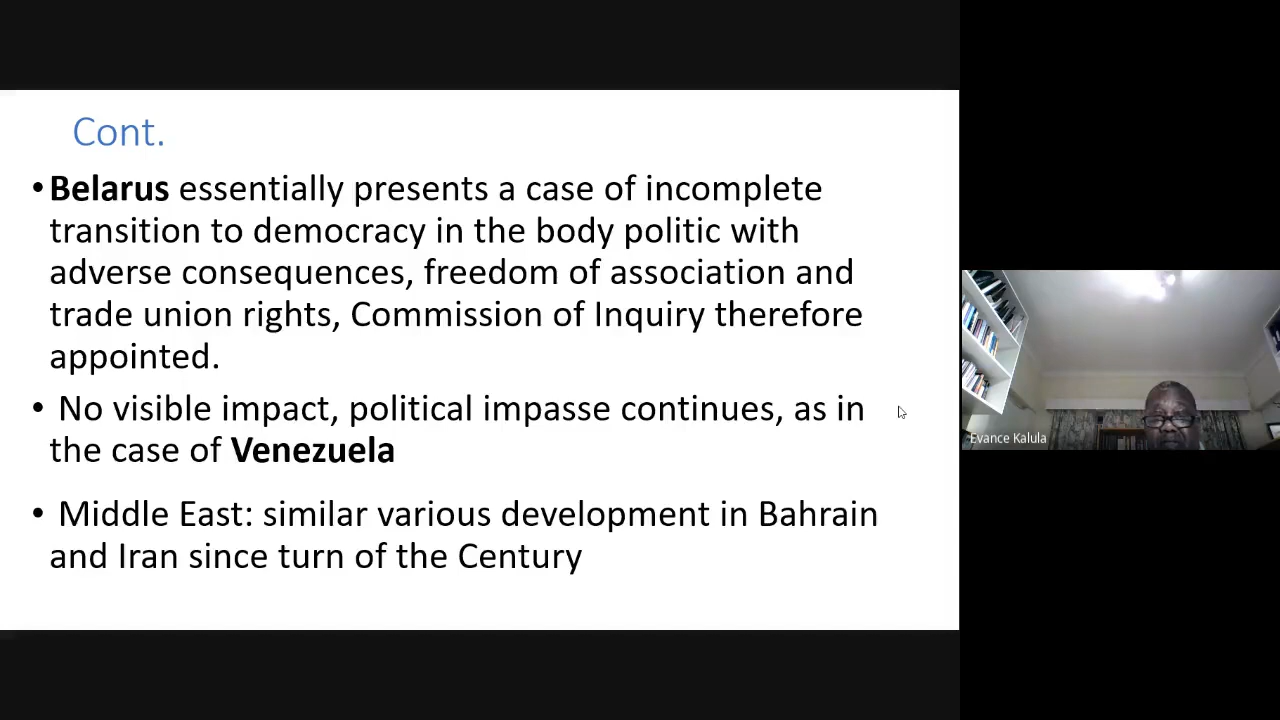 Cont.
•Belarus essentially presents a case of incomplete
transition to democracy in the body politic with
adverse consequences, freedom of association and
trade union rights, Commission of Inquiry therefore
appointed.
• No visible impact, political impasse continues, as in
the case of Venezuela
• Middle East: similar various development in Bahrain
and Iran since turn of the Century
Evance Kalula